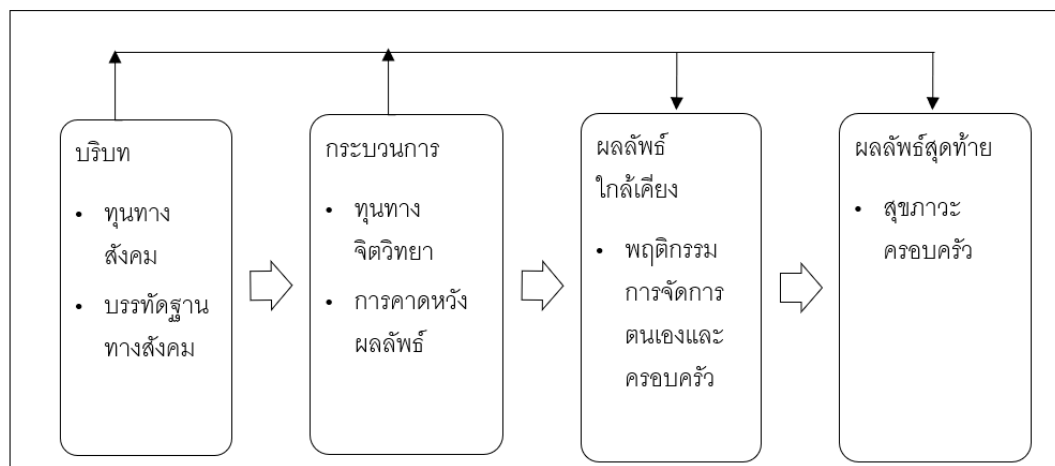 บริบท
• ทุนทาง
สังคม
• บรรทัดฐาน
ทางสังคม
กระบวนการ
• ทุนทาง
จิตวิทยา
• การคาดหวัง
ผลลัพธ์
ผลลัพธ์
ใกล้เคียง
• พฤติกรรม
การจัดการ
ตนเองและ
ครอบครัว
ผลลัพธ์สุดท้าย
• สุขภาวะ
ครอบครัว